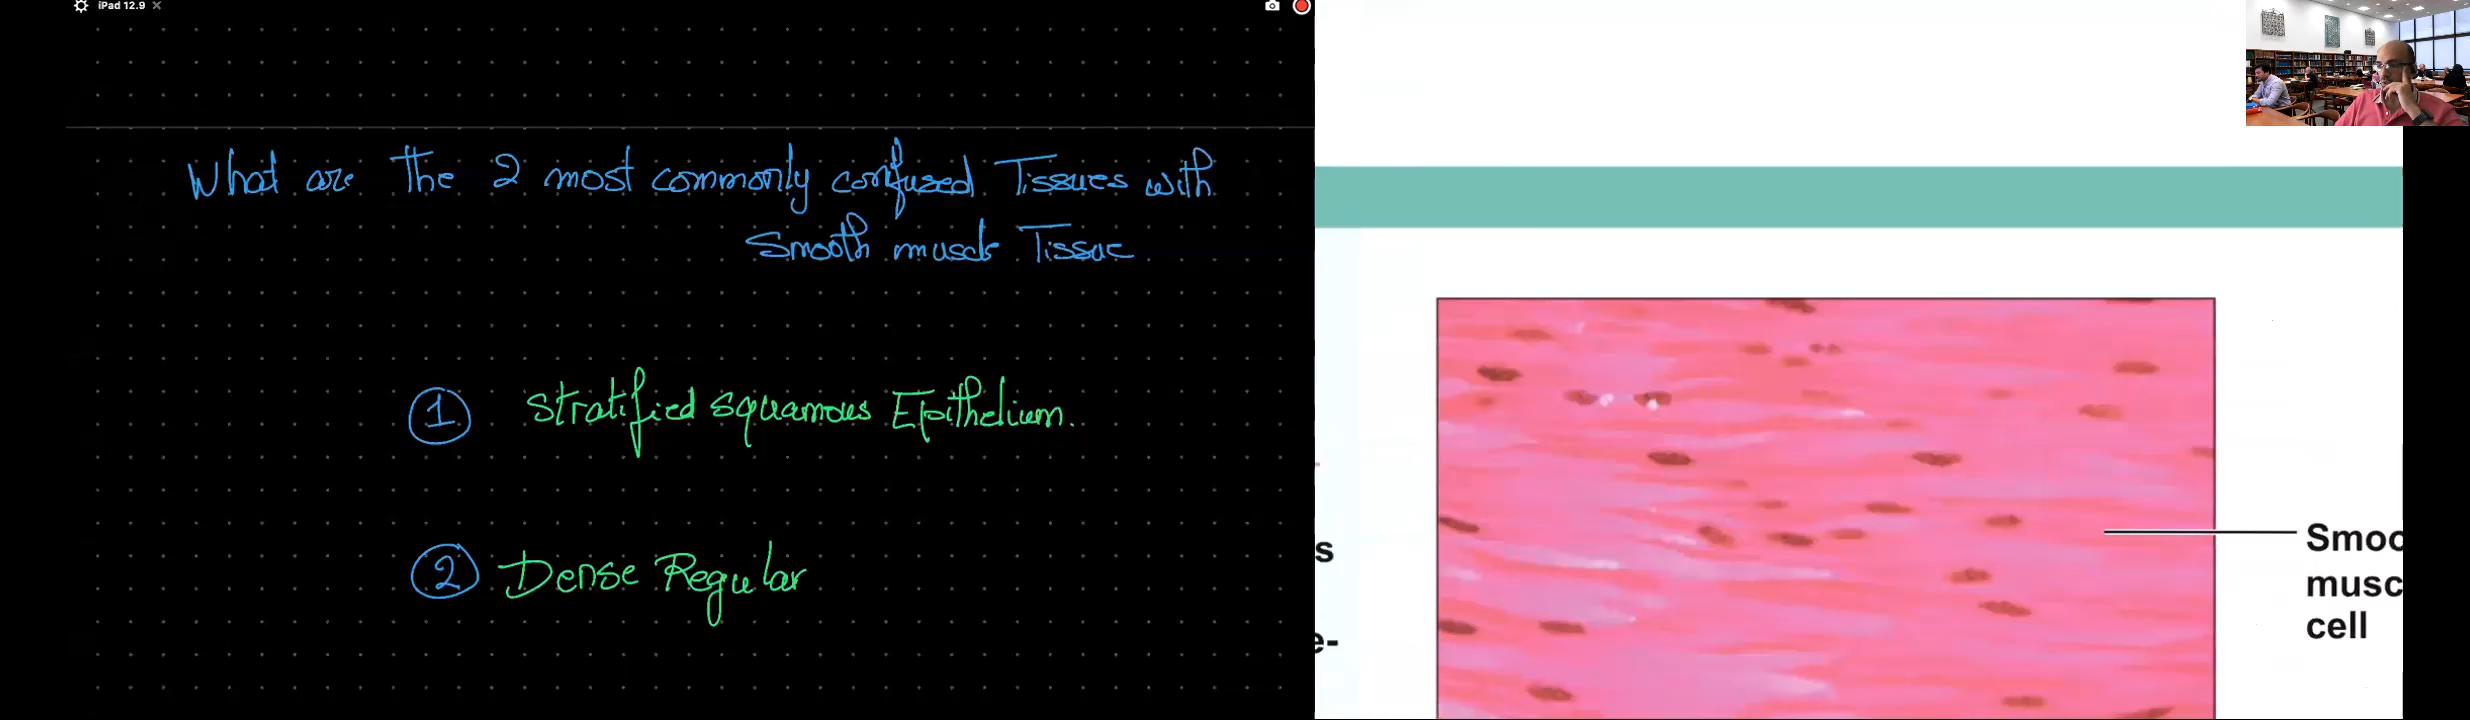 iPad 12.9
What are the 2 most commonly confused Tissues with
Smooth muscle Tissue
1 Stratified squamous Epithelium.
2 Dense Regular
s
e-
Smoo
musc
cell